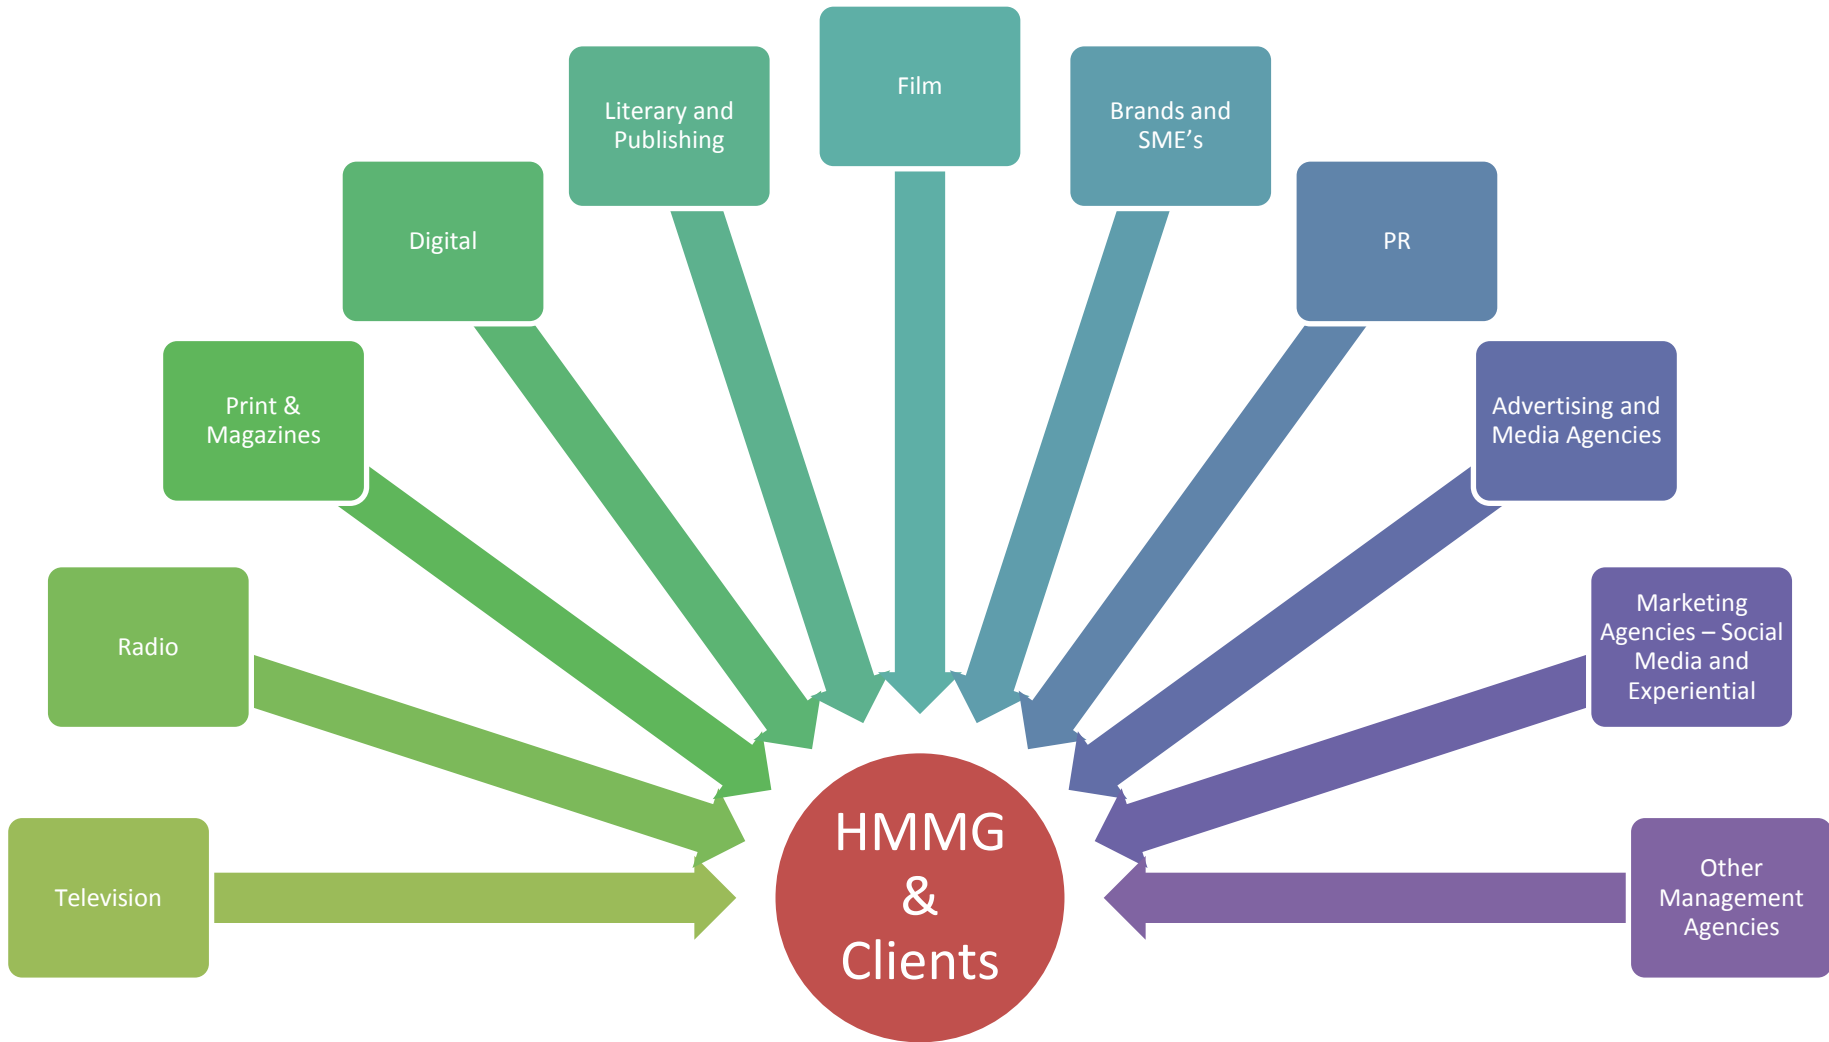 Film
Literary and
Publishing
Brands and
SME’s
Digital
PR
Print &
Magazines
Advertising and
Media Agencies
Radio
Marketing
Agencies – Social
Media and
Experiential
Television
HMMG
&
Clients
Other
Management
Agencies